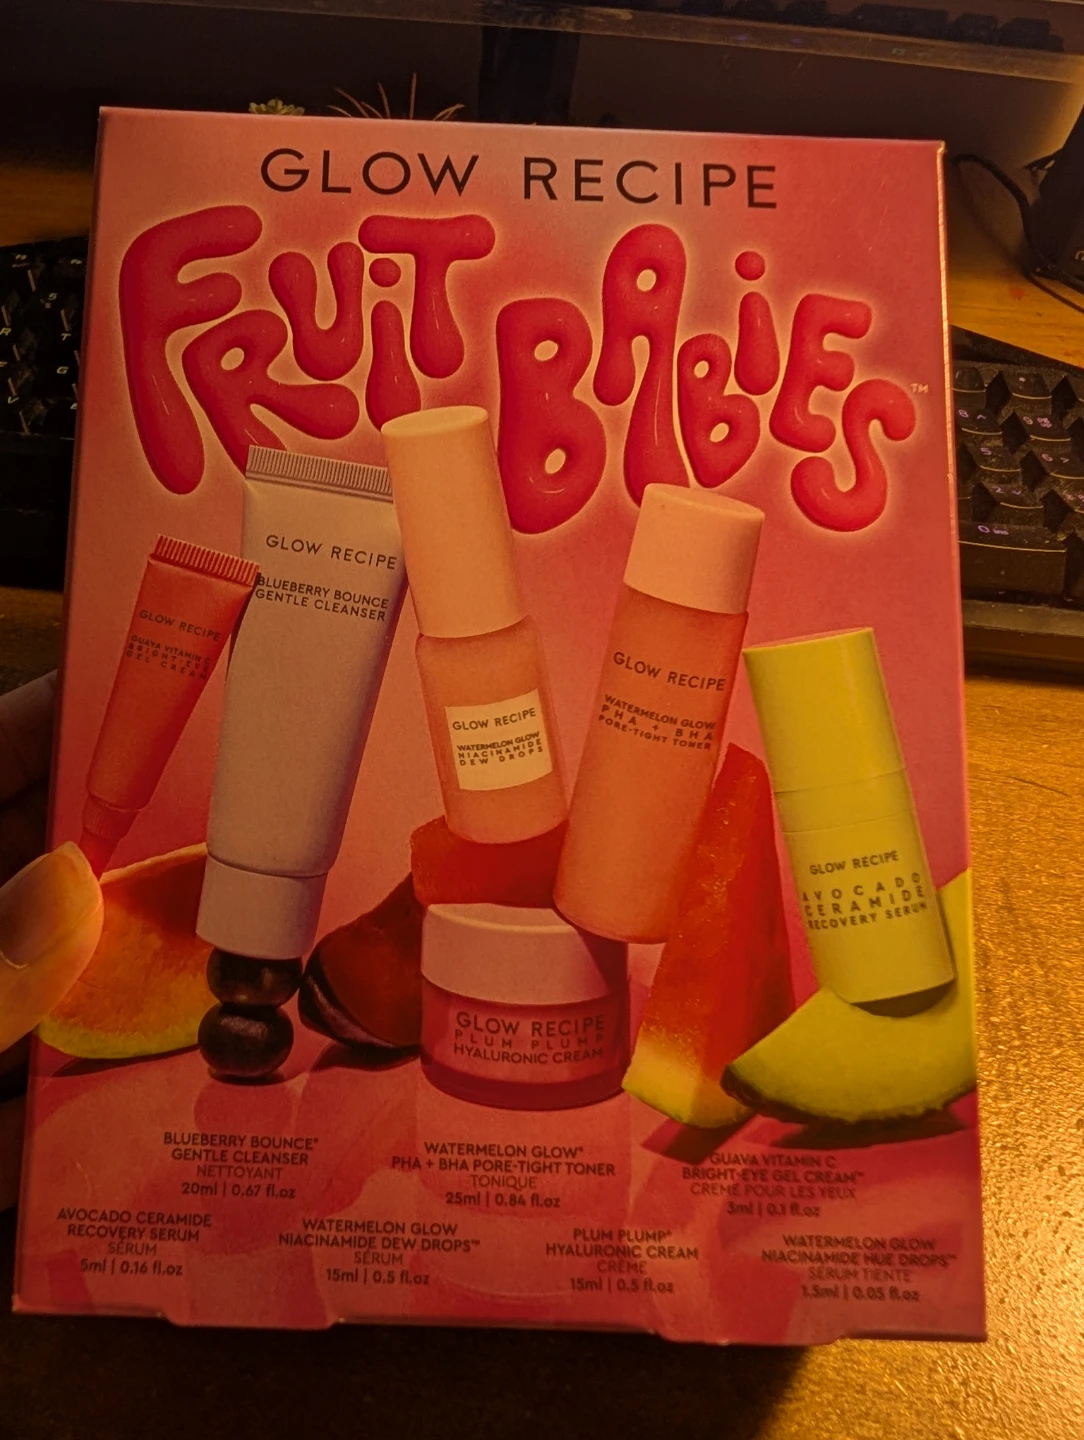 GLOW RECIPE
FRUIT BABIES™
GLOW RECIPE
GUAVA VITAMIN C
BRIGHT-EYE
GEL CREAM
GLOW RECIPE
BLUEBERRY BOUNCE
GENTLE CLEANSER
GLOW RECIPE
WATERMELON GLOW
NIACINAMIDE
DEW DROPS
GLOW RECIPE
WATERMELON GLOW
PHA + BHA
PORE-TIGHT TONER
GLOW RECIPE
AVOCADO
CERAMIDE
RECOVERY SERUM
GLOW RECIPE
PLUM PLUMP
HYALURONIC CREAM
BLUEBERRY BOUNCE®
GENTLE CLEANSER
NETTOYANT
20ml | 0.67 fl.oz
WATERMELON GLOW®
PHA + BHA PORE-TIGHT TONER
TONIQUE
25ml | 0.84 fl.oz
GUAVA VITAMIN C
BRIGHT-EYE GEL CREAM™
CRÈME POUR LES YEUX
3ml | 0.1 fl.oz
AVOCADO CERAMIDE
RECOVERY SERUM
SÉRUM
5ml | 0.16 fl.oz
WATERMELON GLOW
NIACINAMIDE DEW DROPS™
SÉRUM
15ml | 0.5 fl.oz
PLUM PLUMP®
HYALURONIC CREAM
CRÈME
15ml | 0.5 fl.oz
WATERMELON GLOW
NIACINAMIDE HUE DROPS™
SÉRUM TEINTÉ
1.5ml | 0.05 fl.oz